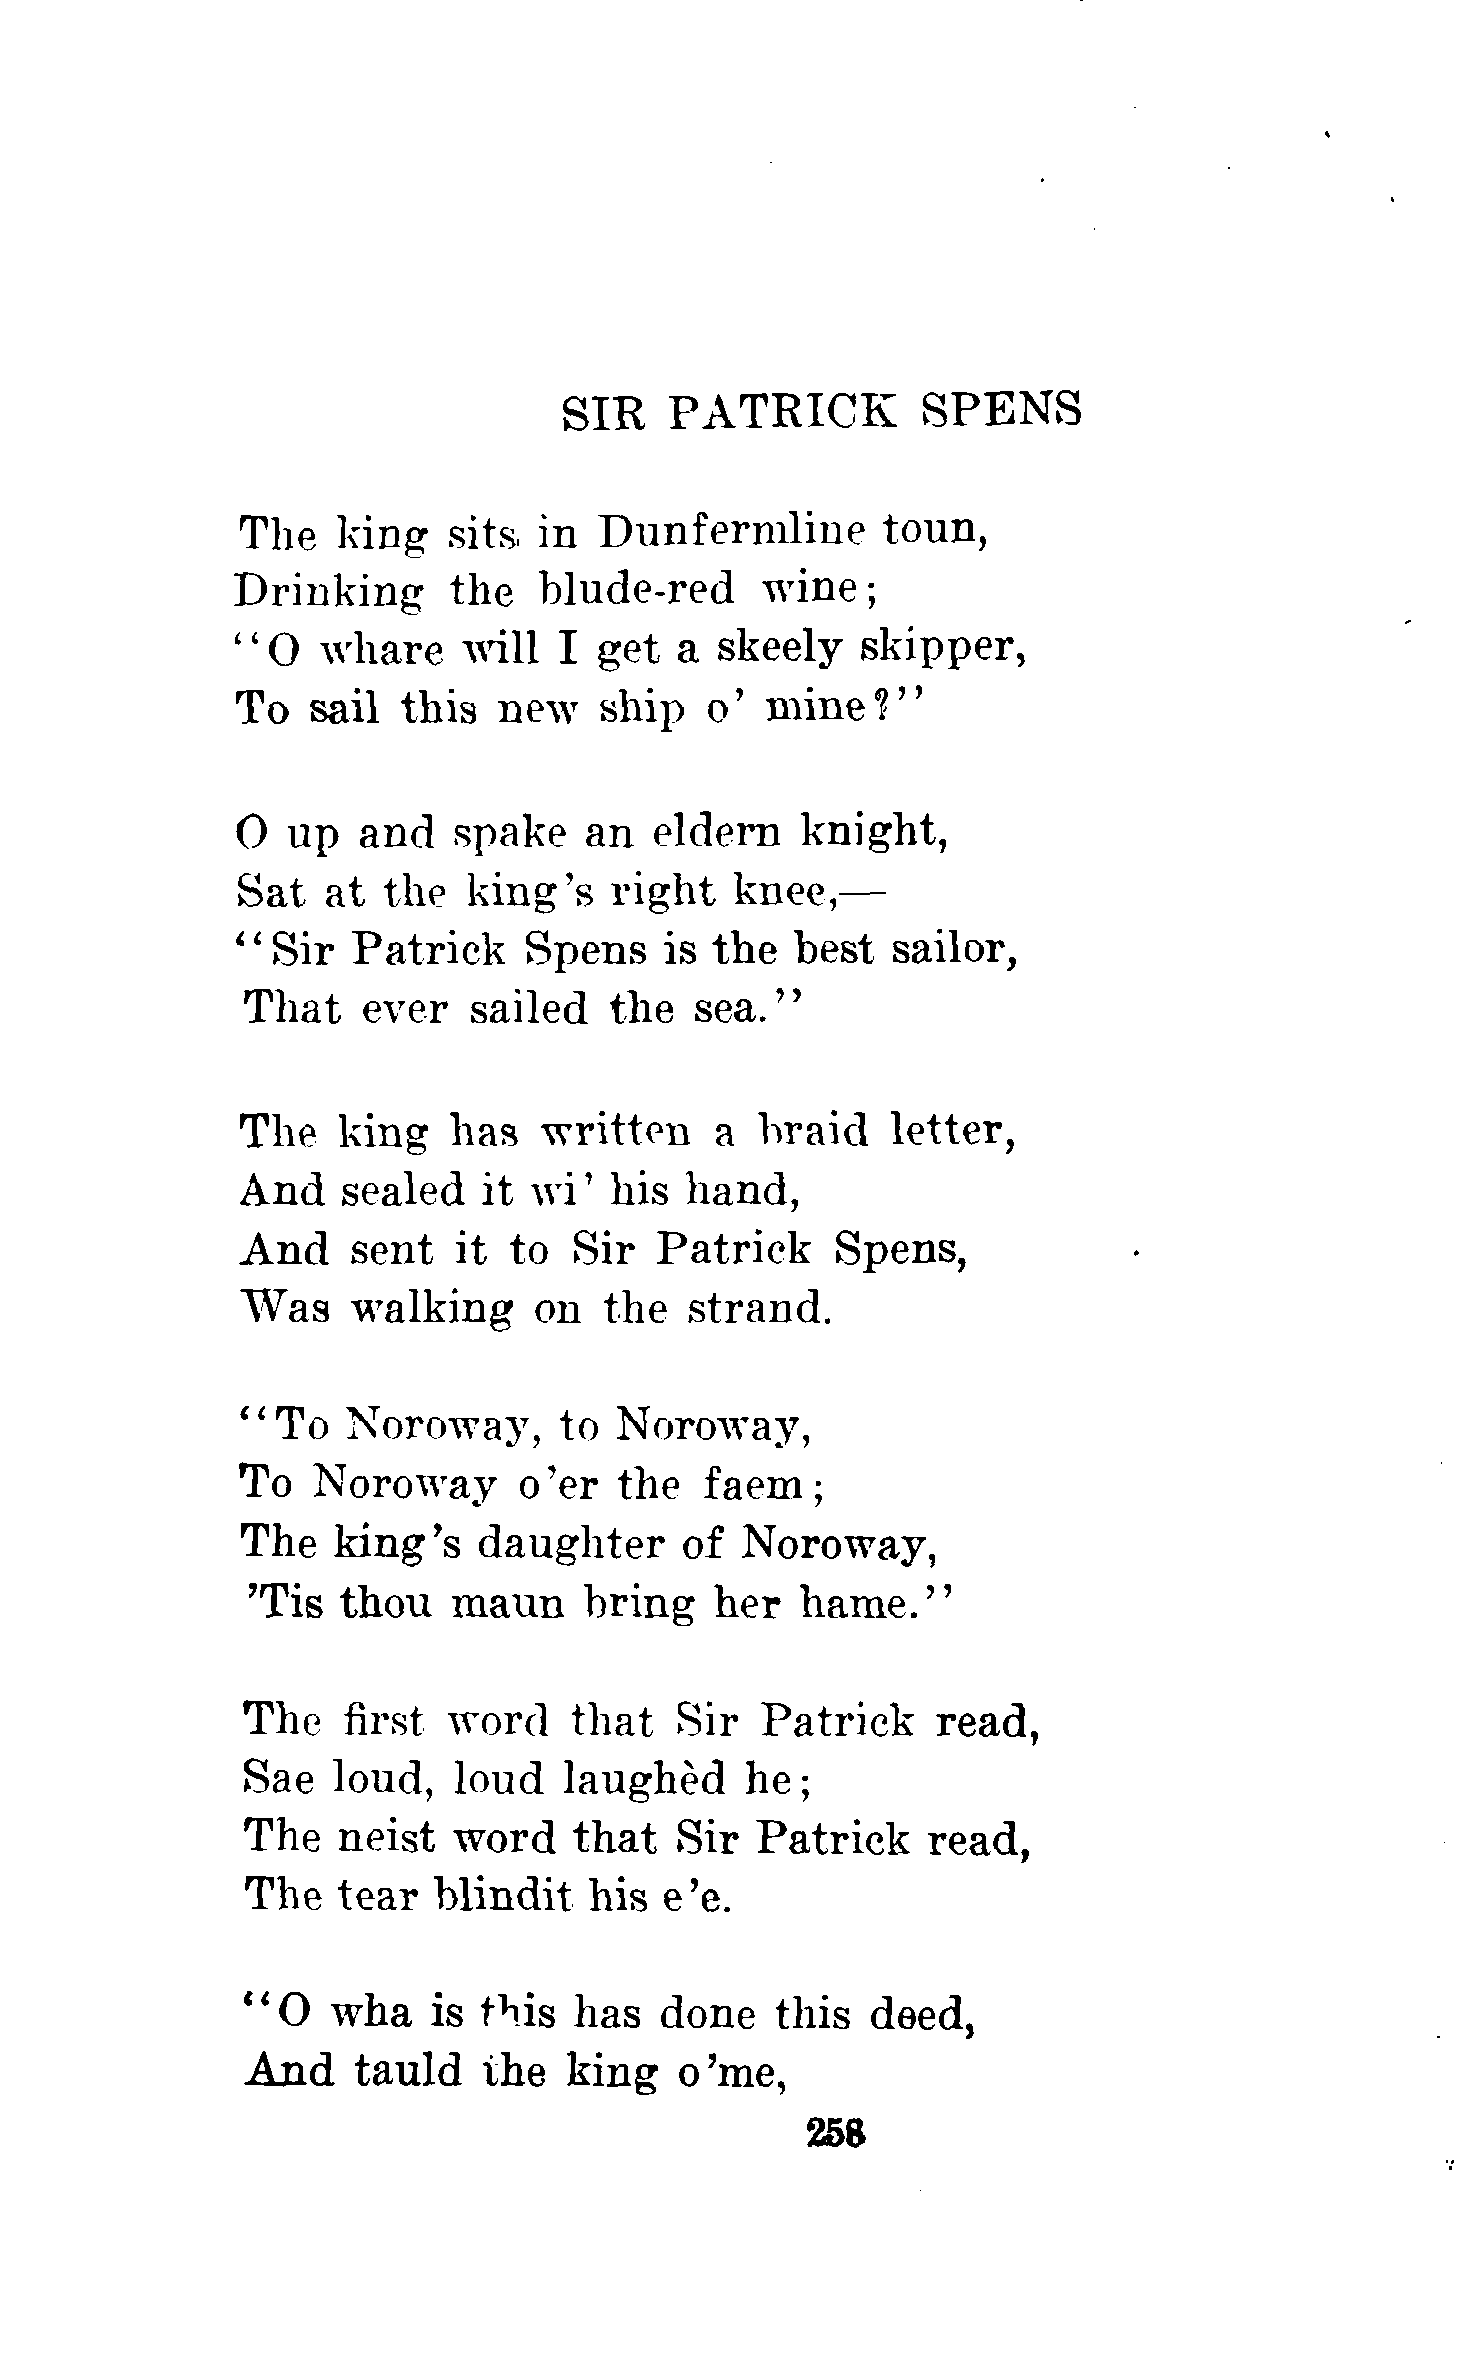 SIR PATRICK SPENS
The king sits in Dunfermline toun,
Drinking the blude-red wine;
"O whare will I get a skeely skipper,
To sail this new ship o' mine?"
O up and spake an eldern knight,
Sat at the king's right knee,—
"Sir Patrick Spens is the best sailor,
That ever sailed the sea."
The king has written a braid letter,
And sealed it wi' his hand,
And sent it to Sir Patrick Spens,
Was walking on the strand.
"To Noroway, to Noroway,
To Noroway o'er the faem;
The king's daughter of Noroway,
'Tis thou maun bring her hame."
The first word that Sir Patrick read,
Sae loud, loud laughèd he;
The neist word that Sir Patrick read,
The tear blindit his e'e.
"O wha is this has done this deed,
And tauld the king o'me,
258